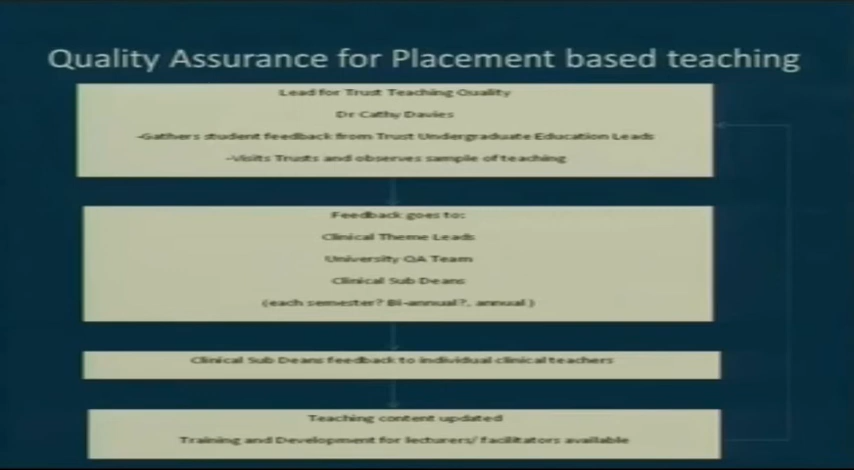 Quality Assurance for Placement based teaching
Lead for Trust Teaching Quality
Dr Cathy Davies
-Gathers student feedback from Trust Undergraduate Education Leads
-Visits Trusts and observes sample of teaching
Feedback goes to:
Clinical Theme Leads
University QA Team
Clinical Sub Deans
(each semester? Bi-annual?, annual)
Clinical Sub Deans feedback to individual clinical teachers
Teaching content updated
Training and Development for lecturers/ facilitators available